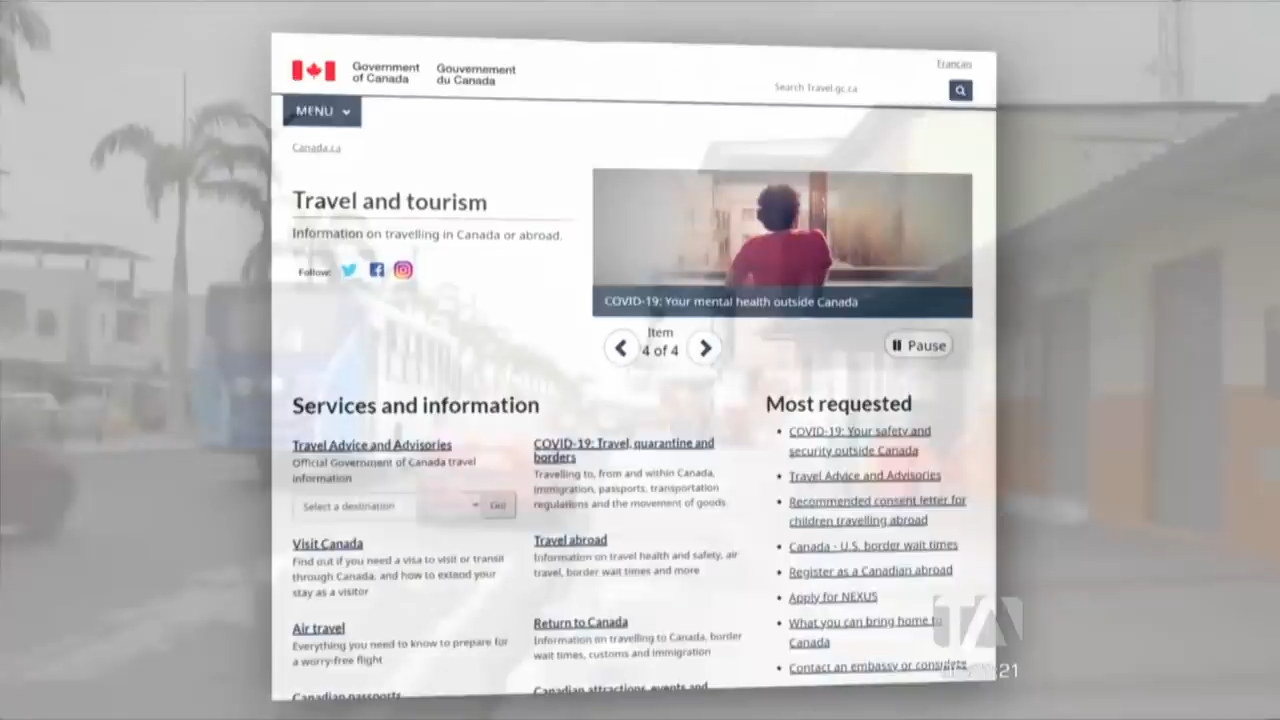 Government
of Canada
Gouvernement
du Canada
Français
Search Travel.gc.ca
MENU
Canada.ca
Travel and tourism
Information on travelling in Canada or abroad.
Follow:
COVID-19: Your mental health outside Canada
Item
4 of 4
Pause
Services and information
Travel Advice and Advisories
Official Government of Canada travel
information
Select a destination
Go!
Visit Canada
Find out if you need a visa to visit or transit
through Canada, and how to extend your
stay as a visitor
Air travel
Everything you need to know to prepare for
a worry-free flight
Canadian passports
COVID-19: Travel, quarantine and
borders
Travelling to, from and within Canada,
immigration, passports, transportation
regulations and the movement of goods
Travel abroad
Information on travel health and safety, air
travel, border wait times and more
Return to Canada
Information on travelling to Canada, border
wait times, customs and immigration
Canadian attractions, events and
Most requested
• COVID-19: Your safety and
security outside Canada
• Travel Advice and Advisories
• Recommended consent letter for
children travelling abroad
• Canada - U.S. border wait times
• Register as a Canadian abroad
• Apply for NEXUS
• What you can bring home to
Canada
• Contact an embassy or consulate
TA